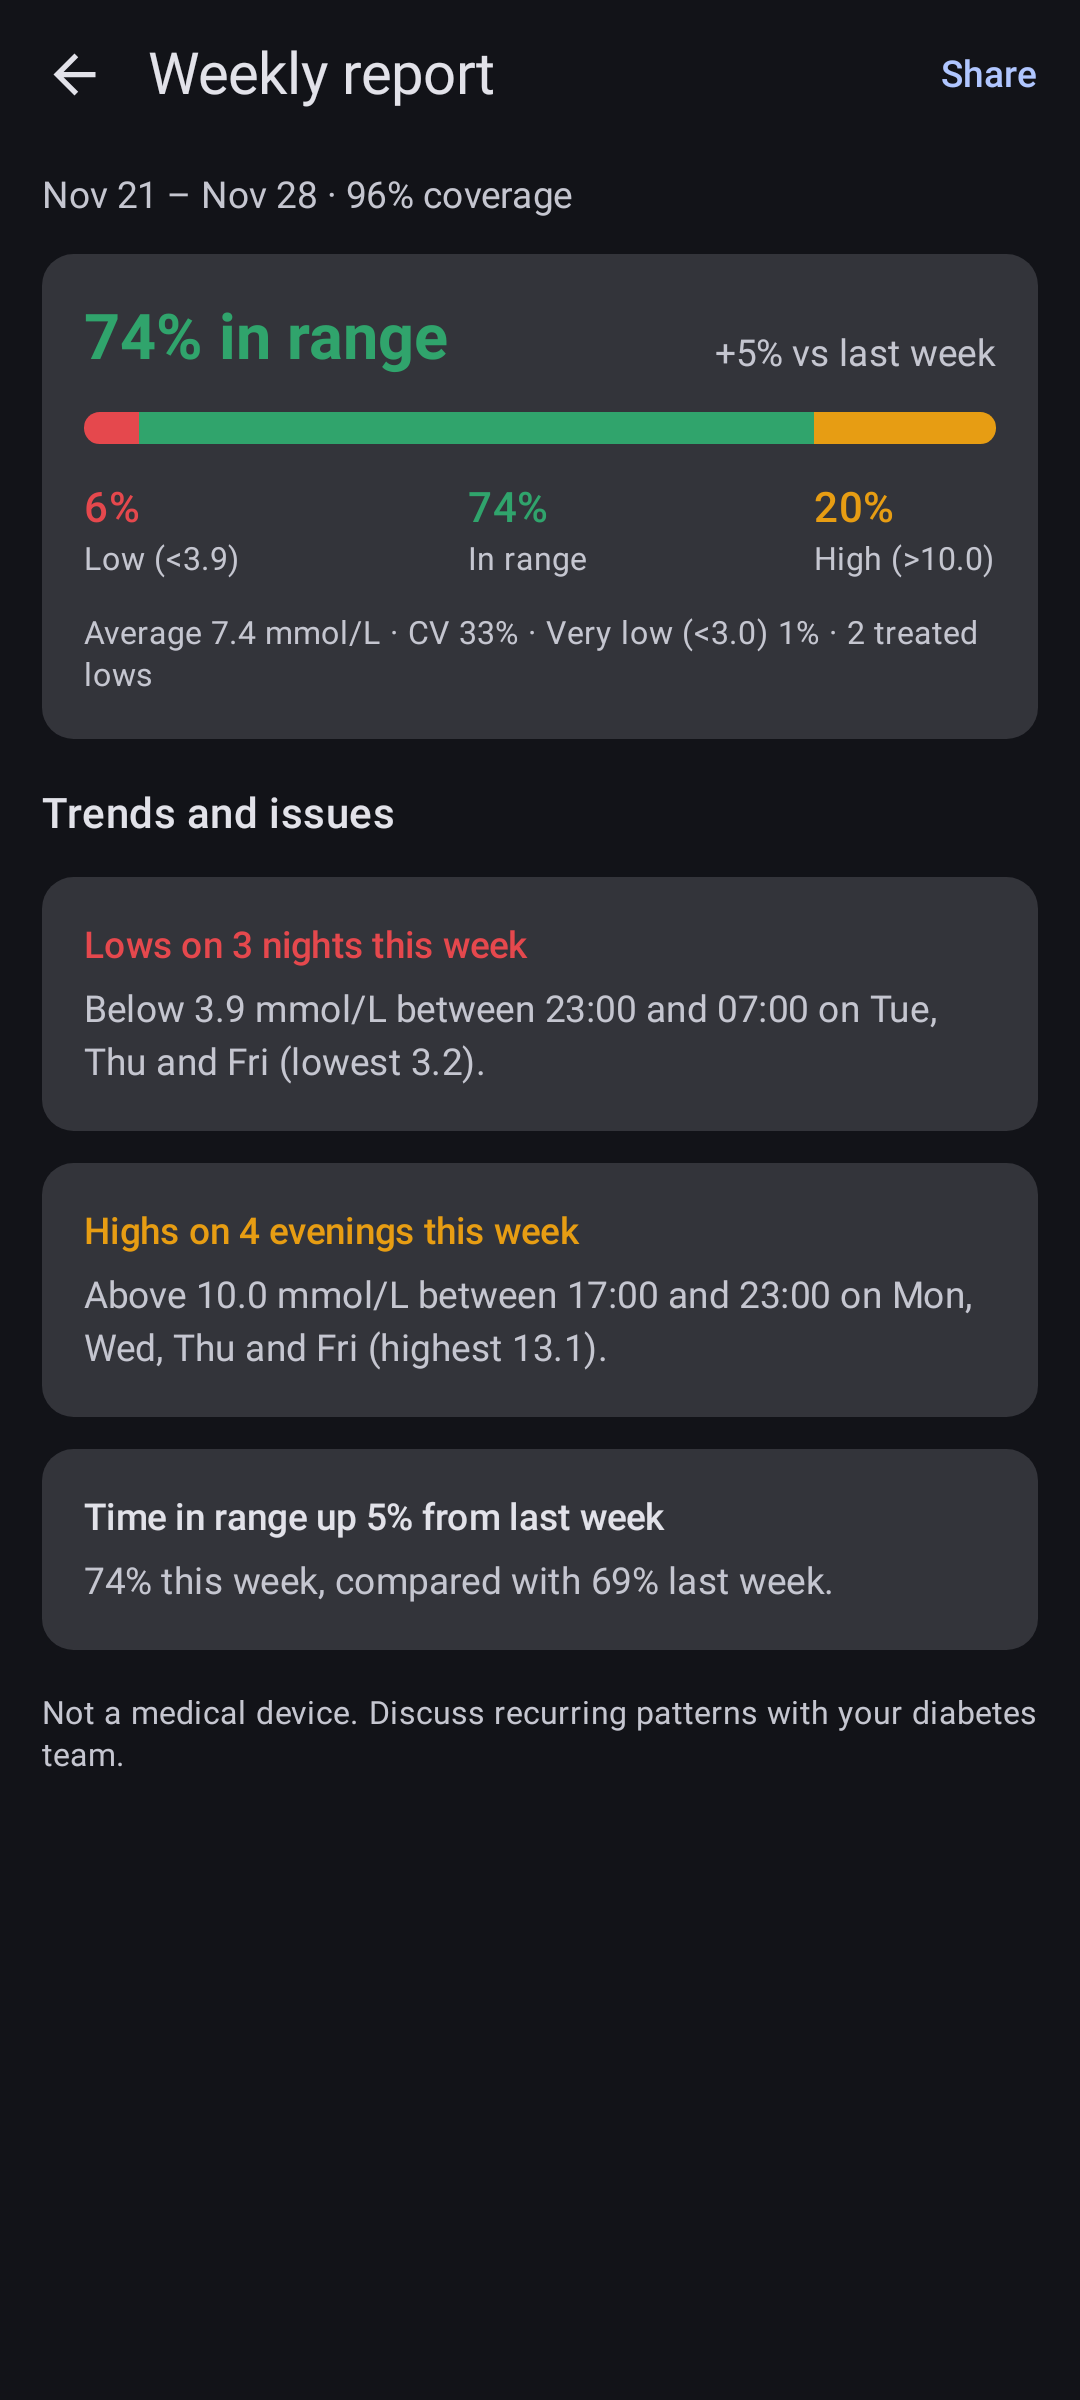 Weekly report
Share
Nov 21 – Nov 28 · 96% coverage
74% in range
+5% vs last week
6%
Low (<3.9)
74%
In range
20%
High (>10.0)
Average 7.4 mmol/L · CV 33% · Very low (<3.0) 1% · 2 treated
lows
Trends and issues
Lows on 3 nights this week
Below 3.9 mmol/L between 23:00 and 07:00 on Tue,
Thu and Fri (lowest 3.2).
Highs on 4 evenings this week
Above 10.0 mmol/L between 17:00 and 23:00 on Mon,
Wed, Thu and Fri (highest 13.1).
Time in range up 5% from last week
74% this week, compared with 69% last week.
Not a medical device. Discuss recurring patterns with your diabetes
team.